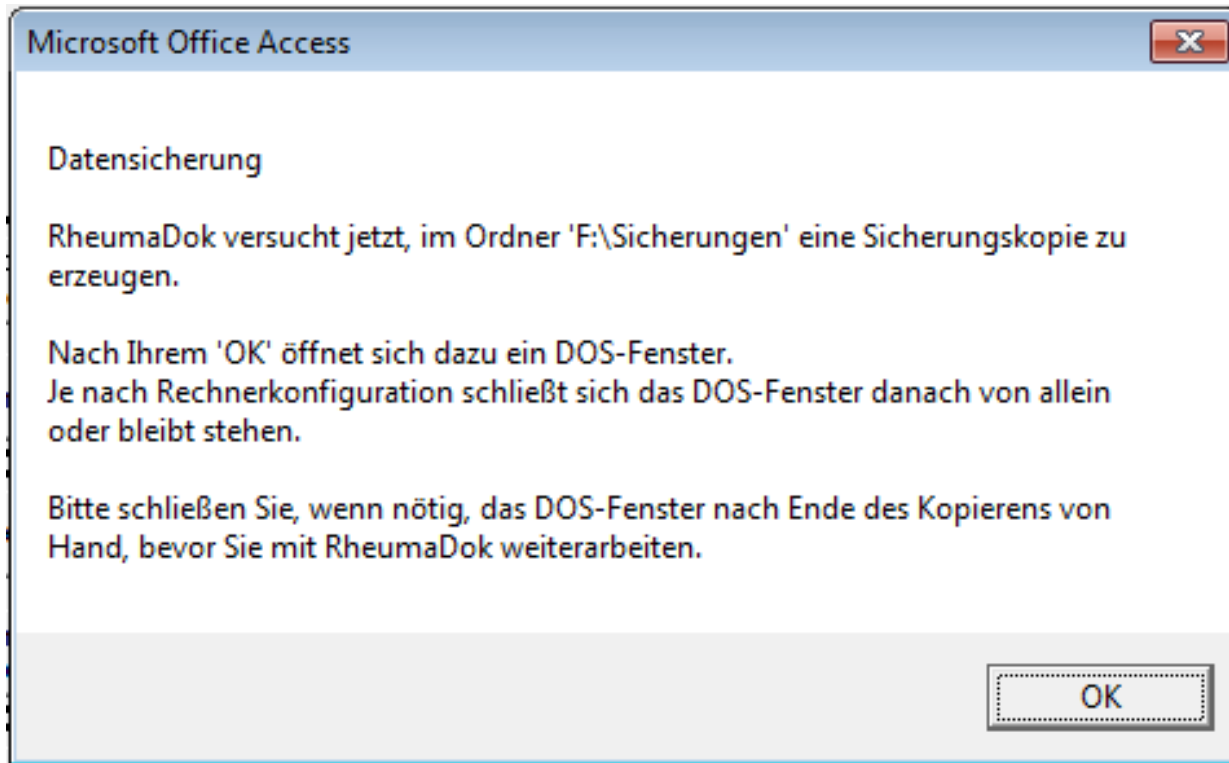 Microsoft Office Access
Datensicherung
RheumaDok versucht jetzt, im Ordner 'F:\Sicherungen' eine Sicherungskopie zu
erzeugen.
Nach Ihrem 'OK' öffnet sich dazu ein DOS-Fenster.
Je nach Rechnerkonfiguration schließt sich das DOS-Fenster danach von allein
oder bleibt stehen.
Bitte schließen Sie, wenn nötig, das DOS-Fenster nach Ende des Kopierens von
Hand, bevor Sie mit RheumaDok weiterarbeiten.
OK